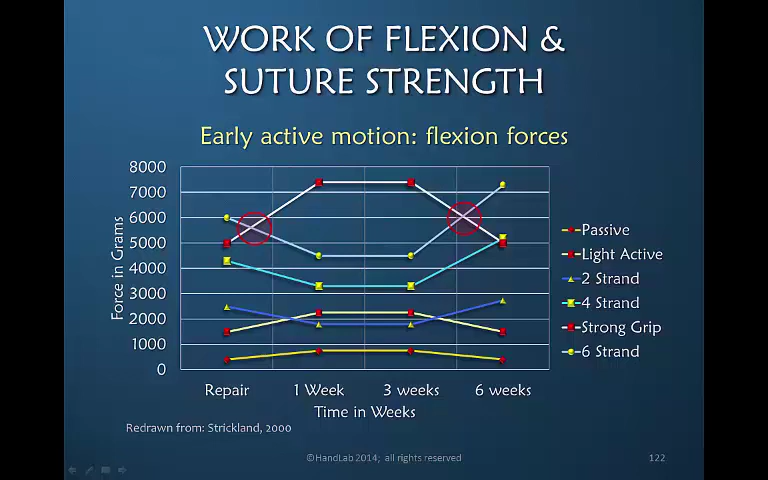 WORK OF FLEXION &
SUTURE STRENGTH
Early active motion: flexion forces
8000
7000
6000
5000
4000
3000
2000
1000
0
Force in Grams
Repair
1 Week
3 weeks
6 weeks
Time in Weeks
Passive
Light Active
2 Strand
4 Strand
Strong Grip
6 Strand
Redrawn from: Strickland, 2000
©HandLab 2014; all rights reserved
122